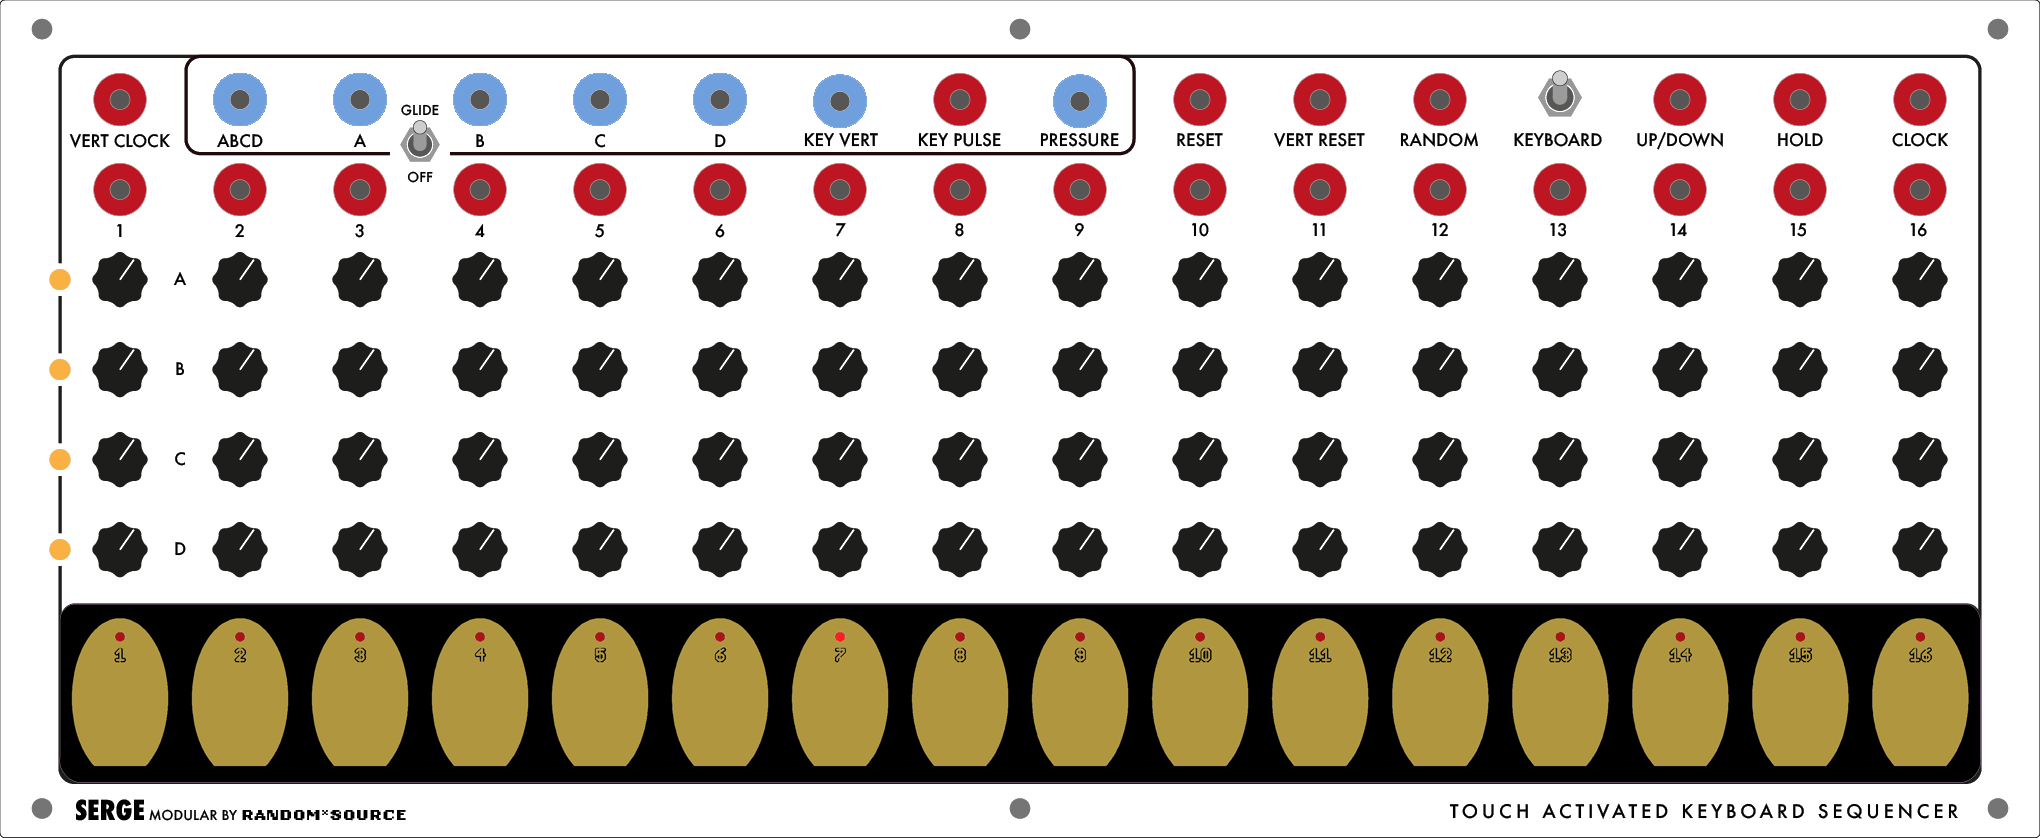 GLIDE
VERT CLOCK ABCD A B C D KEY VERT KEY PULSE PRESSURE RESET VERT RESET RANDOM KEYBOARD UP/DOWN HOLD CLOCK
OFF
1 2 3 4 5 6 7 8 9 10 11 12 13 14 15 16
A
B
C
D
1 2 3 4 5 6 7 8 9 10 11 12 13 14 15 16
SERGE MODULAR BY RANDOM*SOURCE TOUCH ACTIVATED KEYBOARD SEQUENCER